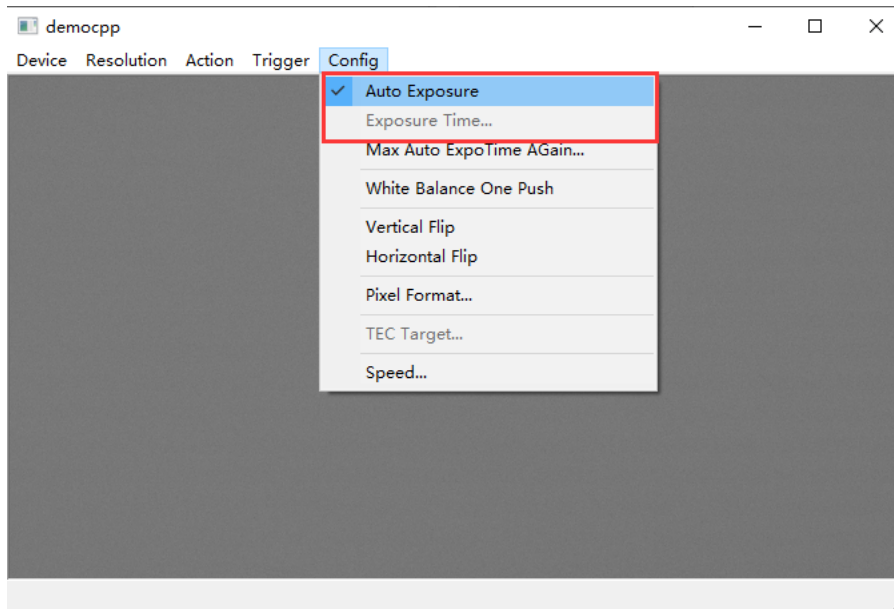 democpp
Device Resolution Action Trigger Config
Auto Exposure
Exposure Time...
Max Auto ExpoTime AGain...
White Balance One Push
Vertical Flip
Horizontal Flip
Pixel Format...
TEC Target...
Speed...